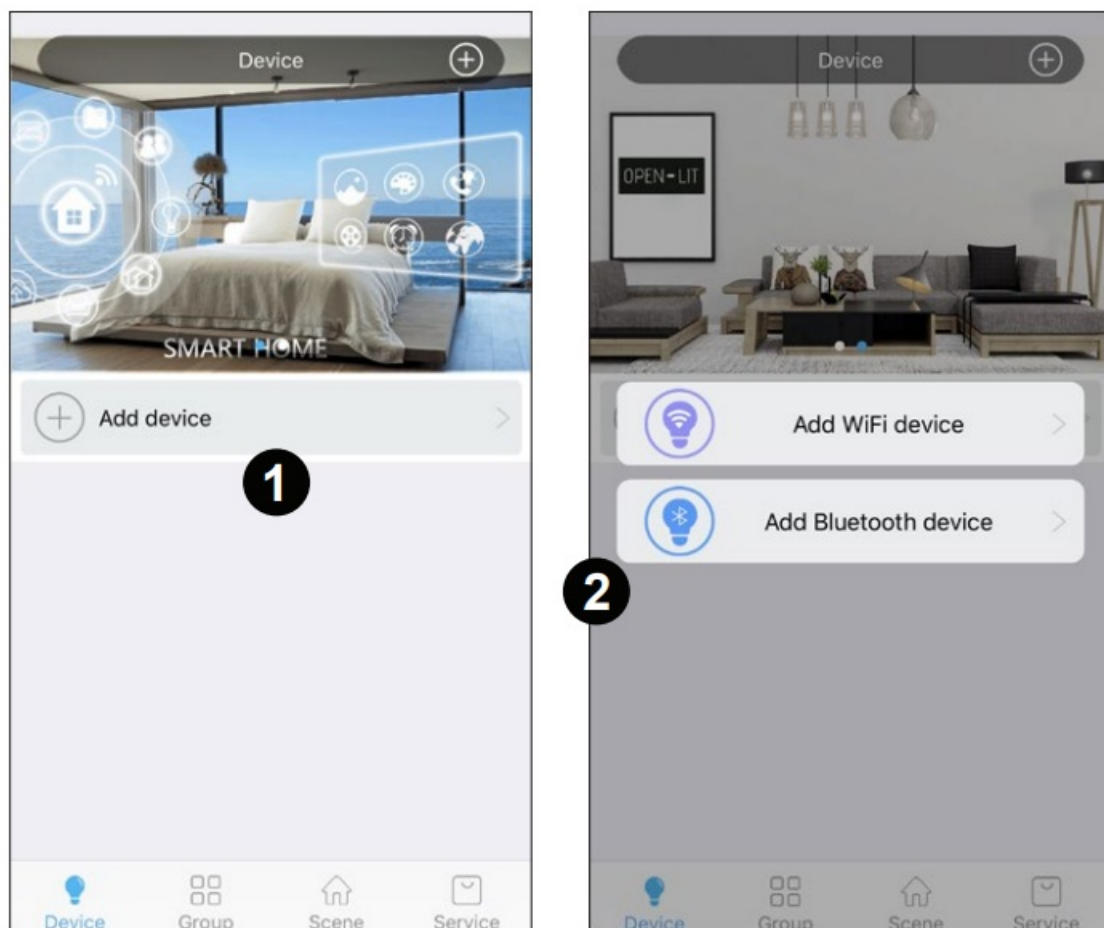 Device
SMART HOME
Add device
1
Device
Group
Scene
Service
Device
OPEN-LIT
Add WiFi device
Add Bluetooth device
2
Device
Group
Scene
Service